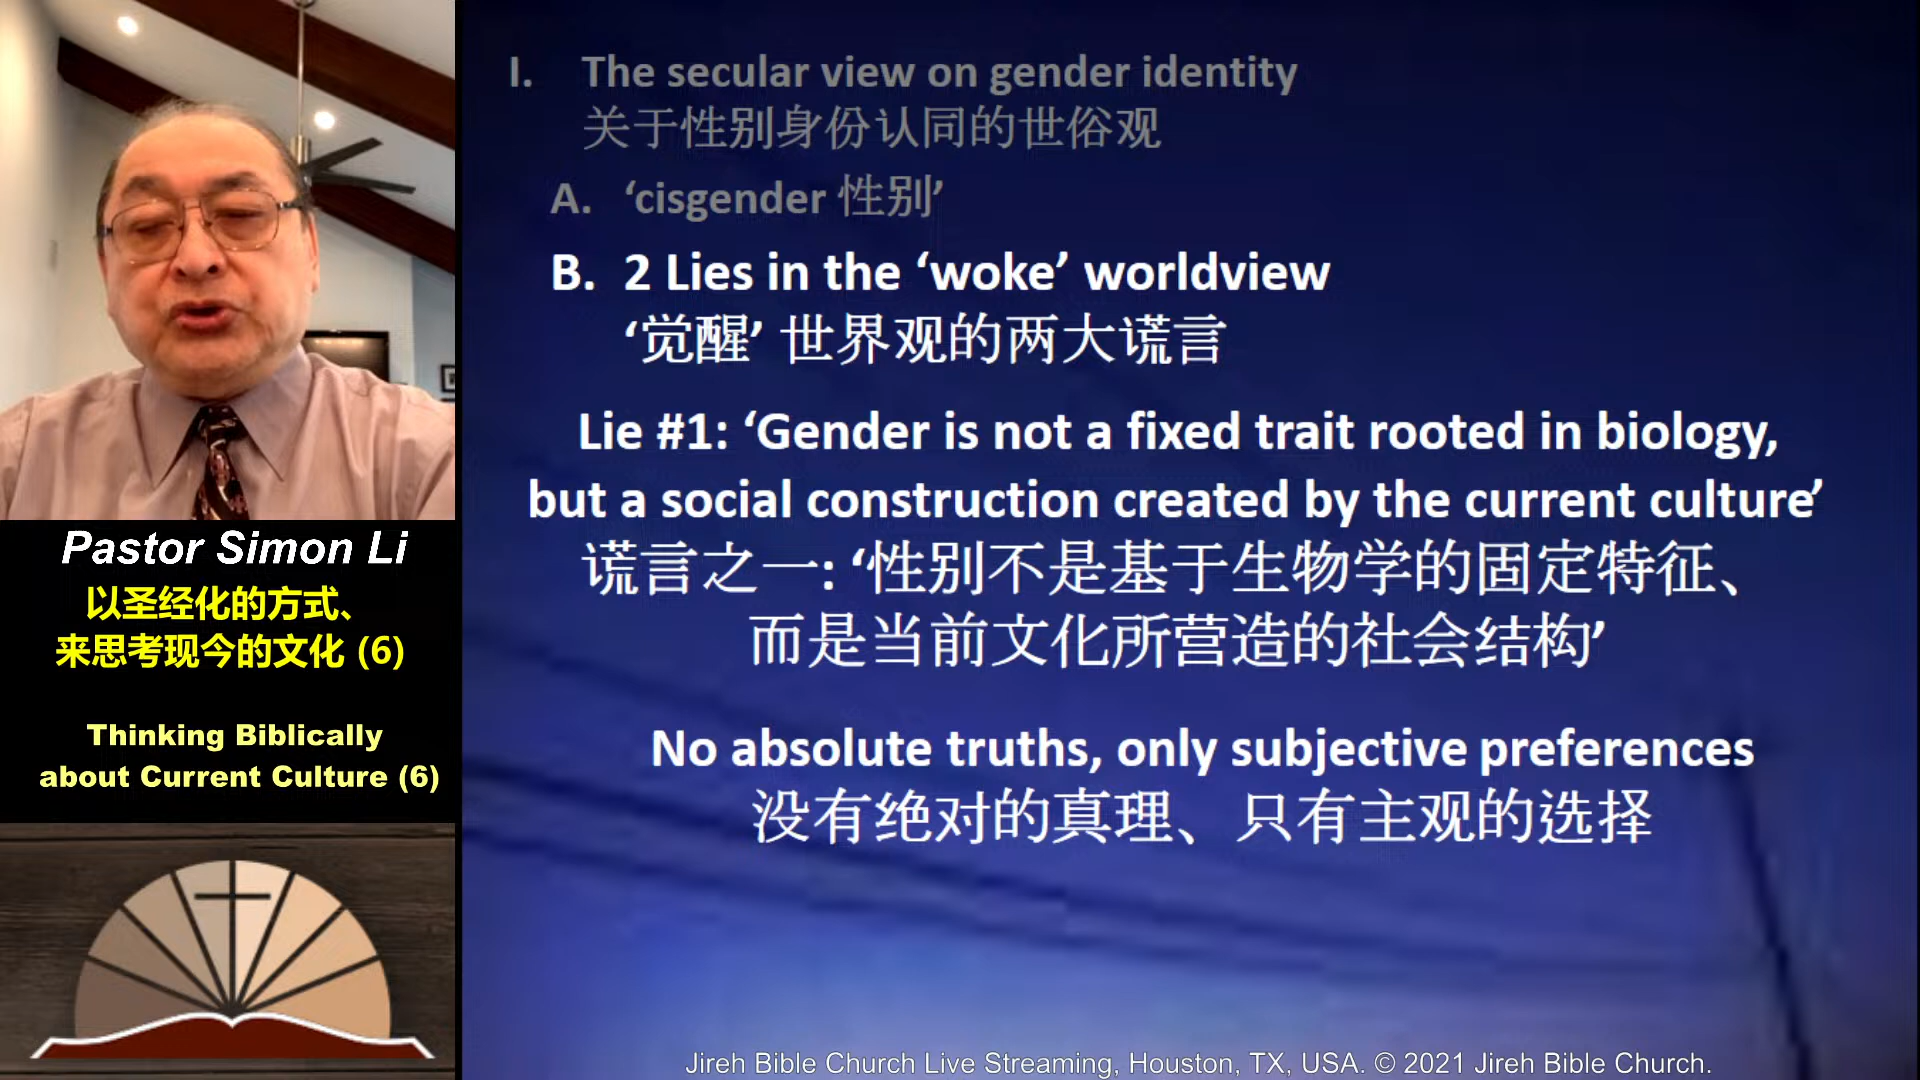 Pastor Simon Li
以圣经化的方式、
来思考现今的文化 (6)
Thinking Biblically
about Current Culture (6)
I. The secular view on gender identity
关于性别身份认同的世俗观
A. ‘cisgender 性别’
B. 2 Lies in the ‘woke’ worldview
‘觉醒’ 世界观的两大谎言
Lie #1: ‘Gender is not a fixed trait rooted in biology,
but a social construction created by the current culture’
谎言之一: ‘性别不是基于生物学的固定特征、
而是当前文化所营造的社会结构’
No absolute truths, only subjective preferences
没有绝对的真理、只有主观的选择
Jireh Bible Church Live Streaming, Houston, TX, USA. © 2021 Jireh Bible Church.